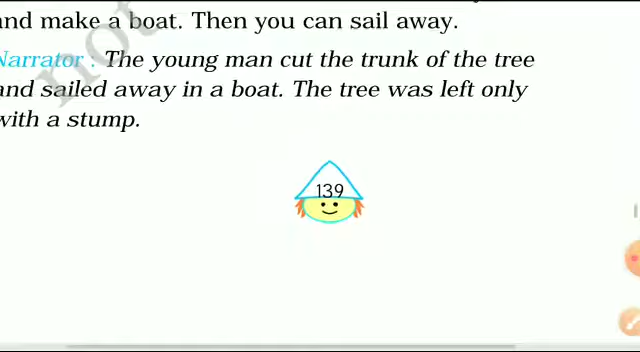 and make a boat. Then you can sail away.
Narrator : The young man cut the trunk of the tree
and sailed away in a boat. The tree was left only
with a stump.
not
139